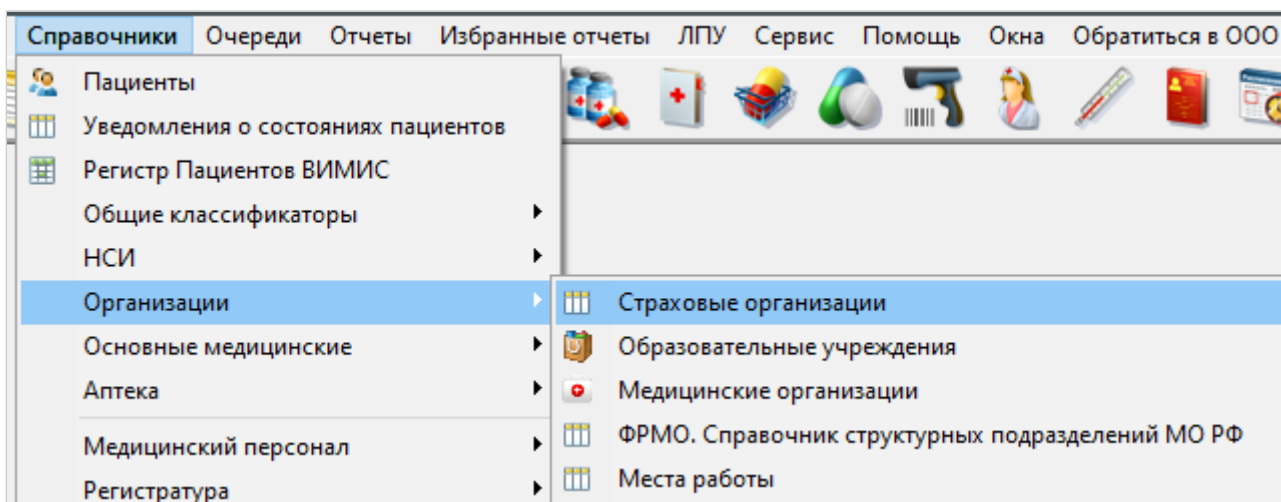 Справочники Очереди Отчеты Избранные отчеты ЛПУ Сервис Помощь Окна Обратиться в ООО
Пациенты
Уведомления о состояниях пациентов
Регистр Пациентов ВИМИС
Общие классификаторы
НСИ
Организации
Страховые организации
Основные медицинские
Образовательные учреждения
Аптека
Медицинские организации
Медицинский персонал
ФРМО. Справочник структурных подразделений МО РФ
Регистратура
Места работы